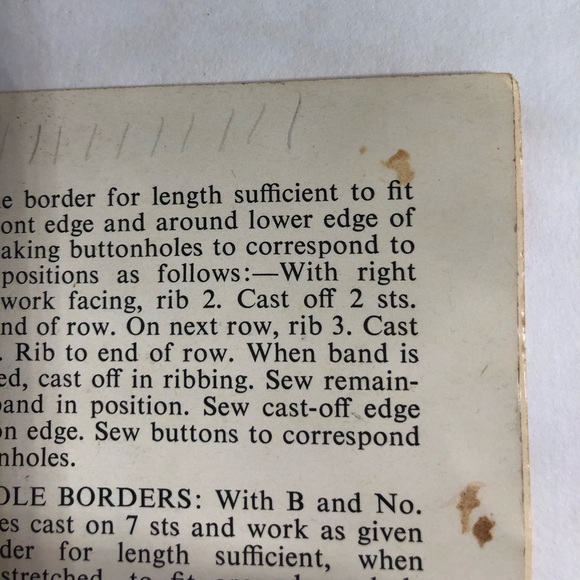 border for length sufficient to fit
ont edge and around lower edge of
aking buttonholes to correspond to
positions as follows:—With right
work facing, rib 2. Cast off 2 sts.
nd of row. On next row, rib 3. Cast
. Rib to end of row. When band is
ed, cast off in ribbing. Sew remain-
and in position. Sew cast-off edge
n edge. Sew buttons to correspond
nholes.
OLE BORDERS: With B and No.
es cast on 7 sts and work as given
der for length sufficient, when
stretched, to fit